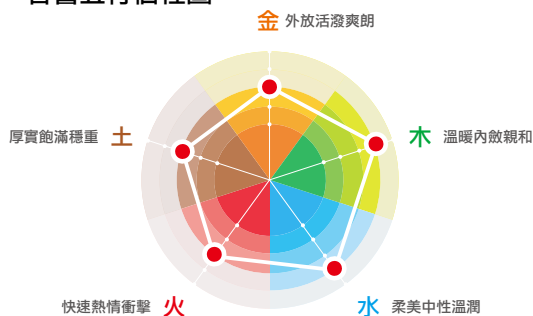 金 外放活潑爽朗
木 溫暖內斂親和
厚實飽滿穩重 土
快速熱情衝擊 火
水 柔美中性溫潤